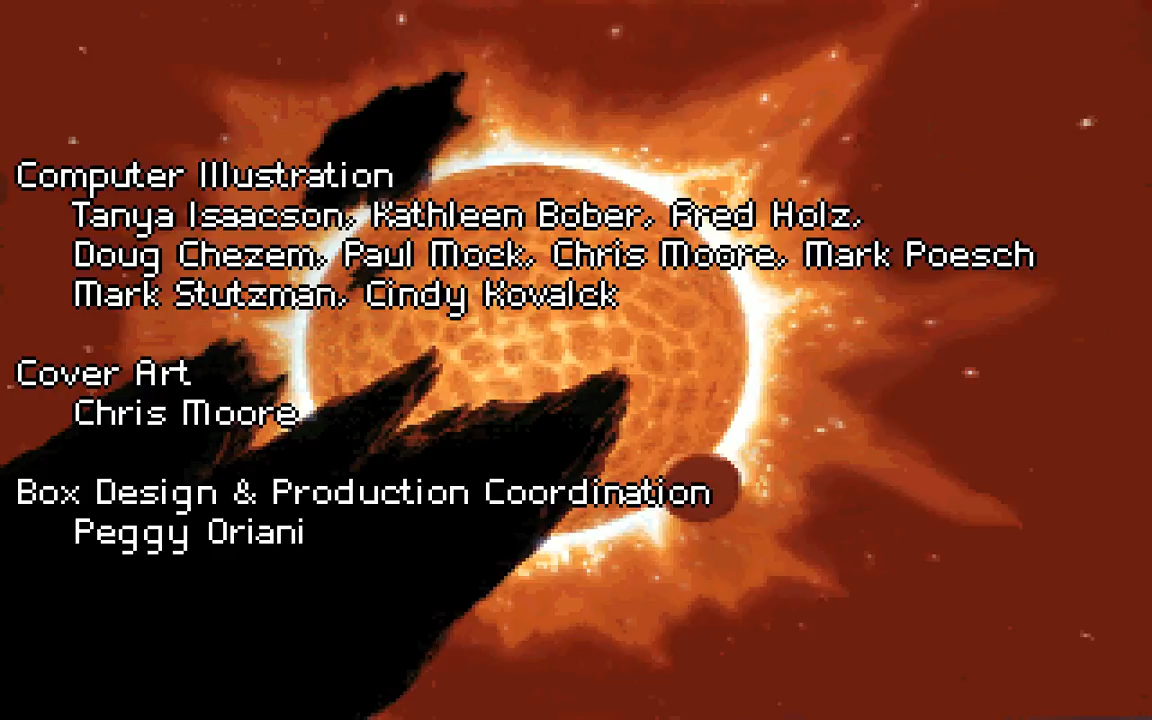 Computer Illustration
Tanya Isaacson, Kathleen Bober, Fred Holz,
Doug Chezem, Paul Mock, Chris Moore, Mark Poesch
Mark Stutzman, Cindy Kovalek
Cover Art
Chris Moore
Box Design & Production Coordination
Peggy Oriani